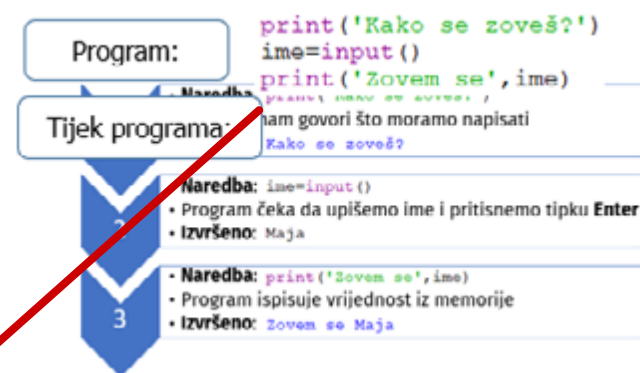 Program:
print('Kako se zoveš?')
ime=input()
print('Zovem se',ime)
Tijek programa:
nam govori što moramo napisati
Kako se zoveš?
Naredba: ime=input()
• Program čeka da upišemo ime i pritisnemo tipku Enter
• Izvršeno: Maja
3
• Naredba: print('Zovem se',ime)
• Program ispisuje vrijednost iz memorije
• Izvršeno: Zovem se Maja